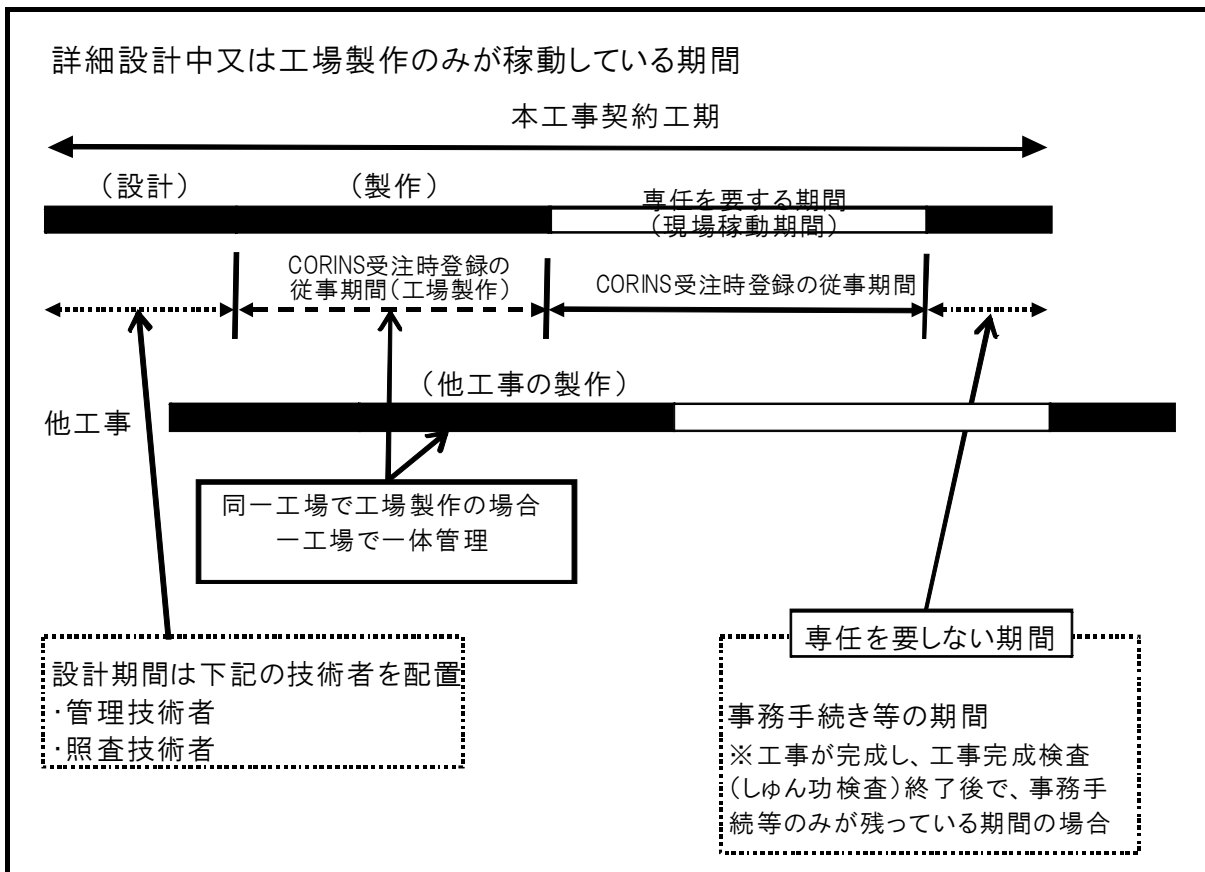 詳細設計中又は工場製作のみが稼動している期間
本工事契約工期
（設計）
（製作）
専任を要する期間
（現場稼動期間）
CORINS受注時登録の
従事期間(工場製作)
CORINS受注時登録の従事期間
（他工事の製作）
他工事
同一工場で工場製作の場合
一工場で一体管理
設計期間は下記の技術者を配置
・管理技術者
・照査技術者
専任を要しない期間
事務手続き等の期間
※工事が完成し、工事完成検査
(しゅん功検査)終了後で、事務手
続等のみが残っている期間の場合